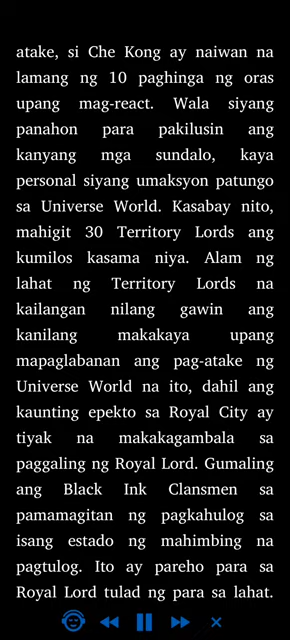 atake, si Che Kong ay naiwan na
lamang ng 10 paghinga ng oras
upang mag-react. Wala siyang
panahon para pakilusin ang
kanyang mga sundalo, kaya
personal siyang umaksyon patungo
sa Universe World. Kasabay nito,
mahigit 30 Territory Lords ang
kumilos kasama niya. Alam ng
lahat ng Territory Lords na
kailangan nilang gawin ang
kanilang makakaya upang
mapaglabanan ang pag-atake ng
Universe World na ito, dahil ang
kaunting epekto sa Royal City ay
tiyak na makakagambala sa
paggaling ng Royal Lord. Gumaling
ang Black Ink Clansmen sa
pamamagitan ng pagkahulog sa
isang estado ng mahimbing na
pagtulog. Ito ay pareho para sa
Royal Lord tulad ng para sa lahat.